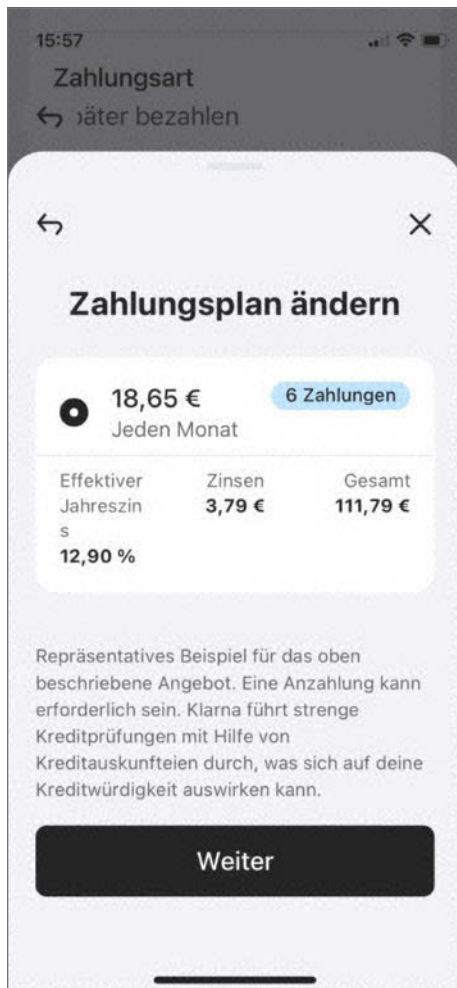 15:57
Zahlungsart
päter bezahlen
Zahlungsplan ändern
18,65 €
6 Zahlungen
Jeden Monat
Effektiver
Jahreszin
s
12,90 %
Zinsen
3,79 €
Gesamt
111,79 €
Repräsentatives Beispiel für das oben
beschriebene Angebot. Eine Anzahlung kann
erforderlich sein. Klarna führt strenge
Kreditprüfungen mit Hilfe von
Kreditauskunfteien durch, was sich auf deine
Kreditwürdigkeit auswirken kann.
Weiter